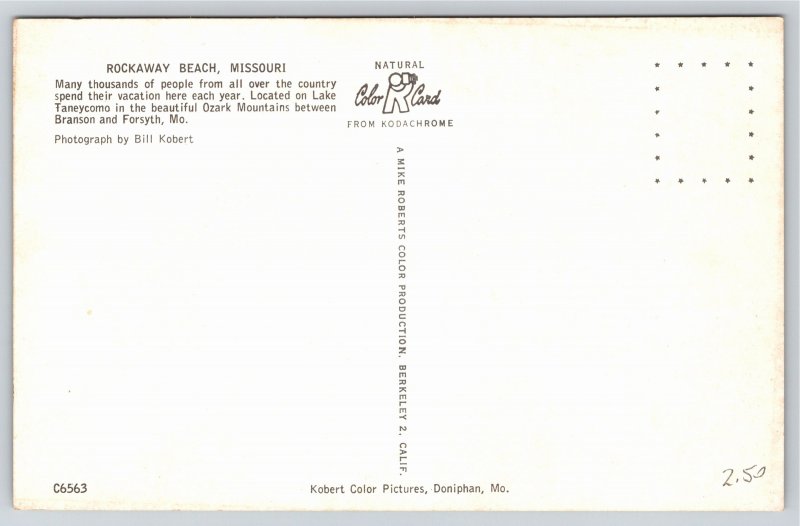 ROCKAWAY BEACH, MISSOURI
Many thousands of people from all over the country
spend their vacation here each year. Located on Lake
Taneycomo in the beautiful Ozark Mountains between
Branson and Forsyth, Mo.
Photograph by Bill Kobert
NATURAL
Color Card
FROM KODACHROME
A MIKE ROBERTS COLOR PRODUCTION, BERKELEY 2, CALIF.
C6563
Kobert Color Pictures, Doniphan, Mo.
2.50